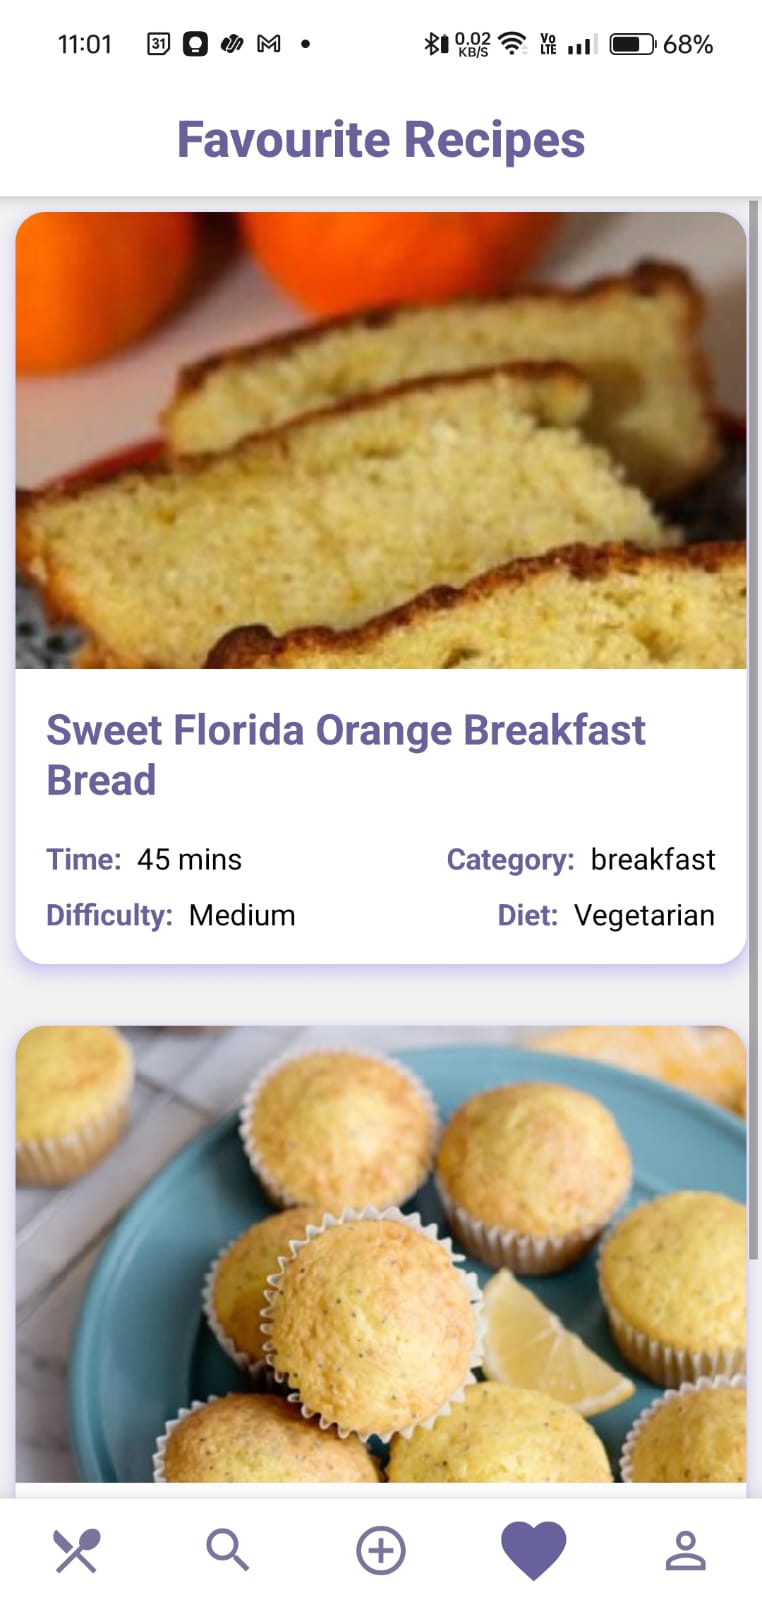 11:01 31 0.02 KB/S Vo LTE 68%
Favourite Recipes
Sweet Florida Orange Breakfast
Bread
Time: 45 mins Category: breakfast
Difficulty: Medium Diet: Vegetarian